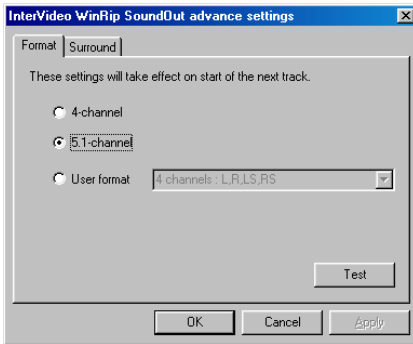 InterVideo WinRip SoundOut advance settings
Format Surround
These settings will take effect on start of the next track.
4-channel
5.1-channel
User format 4 channels : L,R,LS,RS
Test
OK Cancel Apply